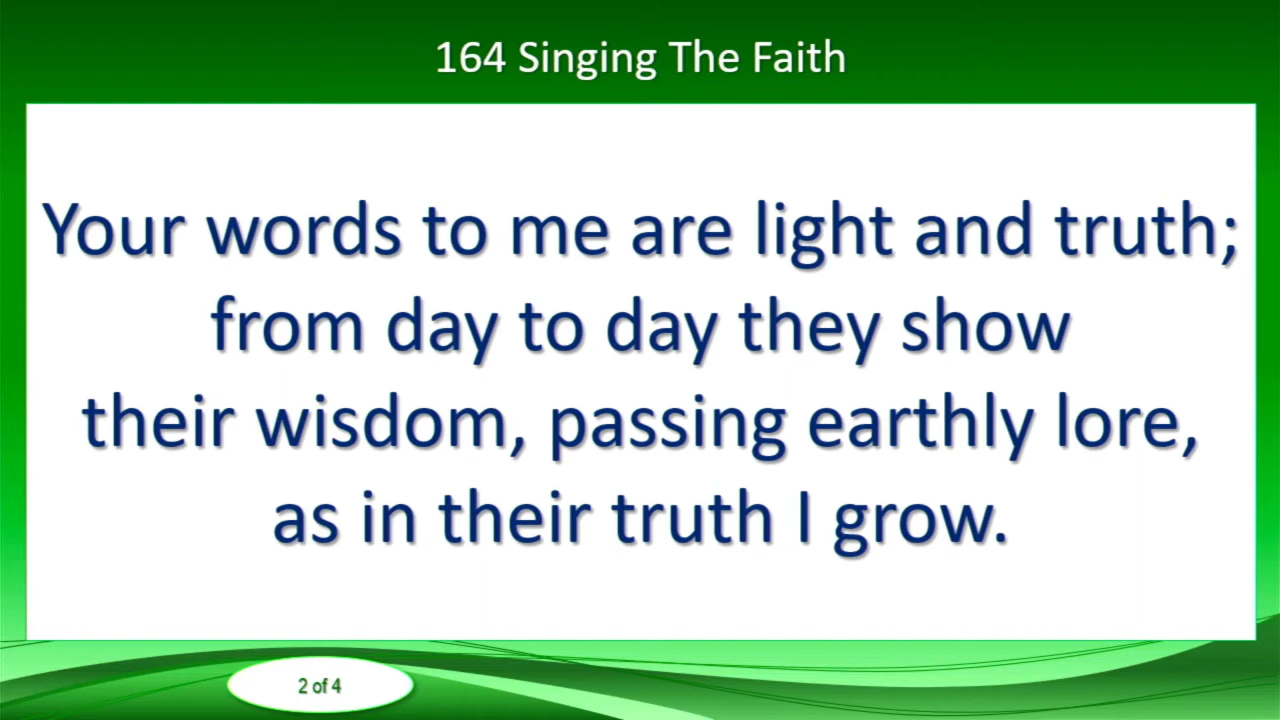 164 Singing The Faith
Your words to me are light and truth;
from day to day they show
their wisdom, passing earthly lore,
as in their truth I grow.
2 of 4